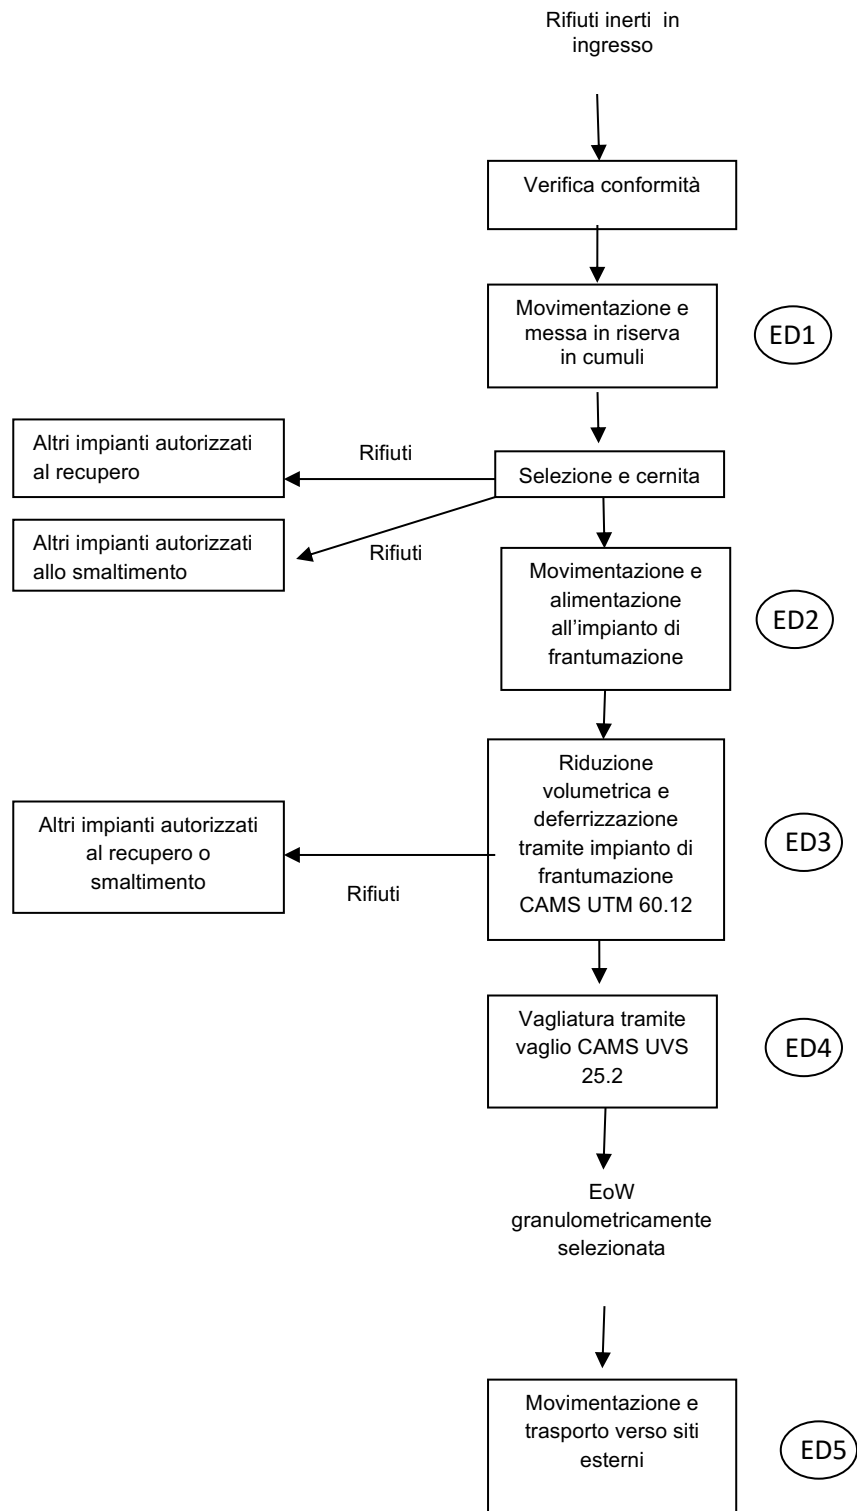 Rifiuti inerti in
ingresso
Verifica conformità
Movimentazione e
messa in riserva
in cumuli
ED1
Altri impianti autorizzati
al recupero
Rifiuti
Selezione e cernita
Altri impianti autorizzati
allo smaltimento
Rifiuti
Movimentazione e
alimentazione
all’impianto di
frantumazione
ED2
Riduzione
volumetrica e
deferrizzazione
tramite impianto di
frantumazione
CAMS UTM 60.12
ED3
Altri impianti autorizzati
al recupero o
smaltimento
Rifiuti
Vagliatura tramite
vaglio CAMS UVS
25.2
ED4
EoW
granulometricamente
selezionata
Movimentazione e
trasporto verso siti
esterni
ED5